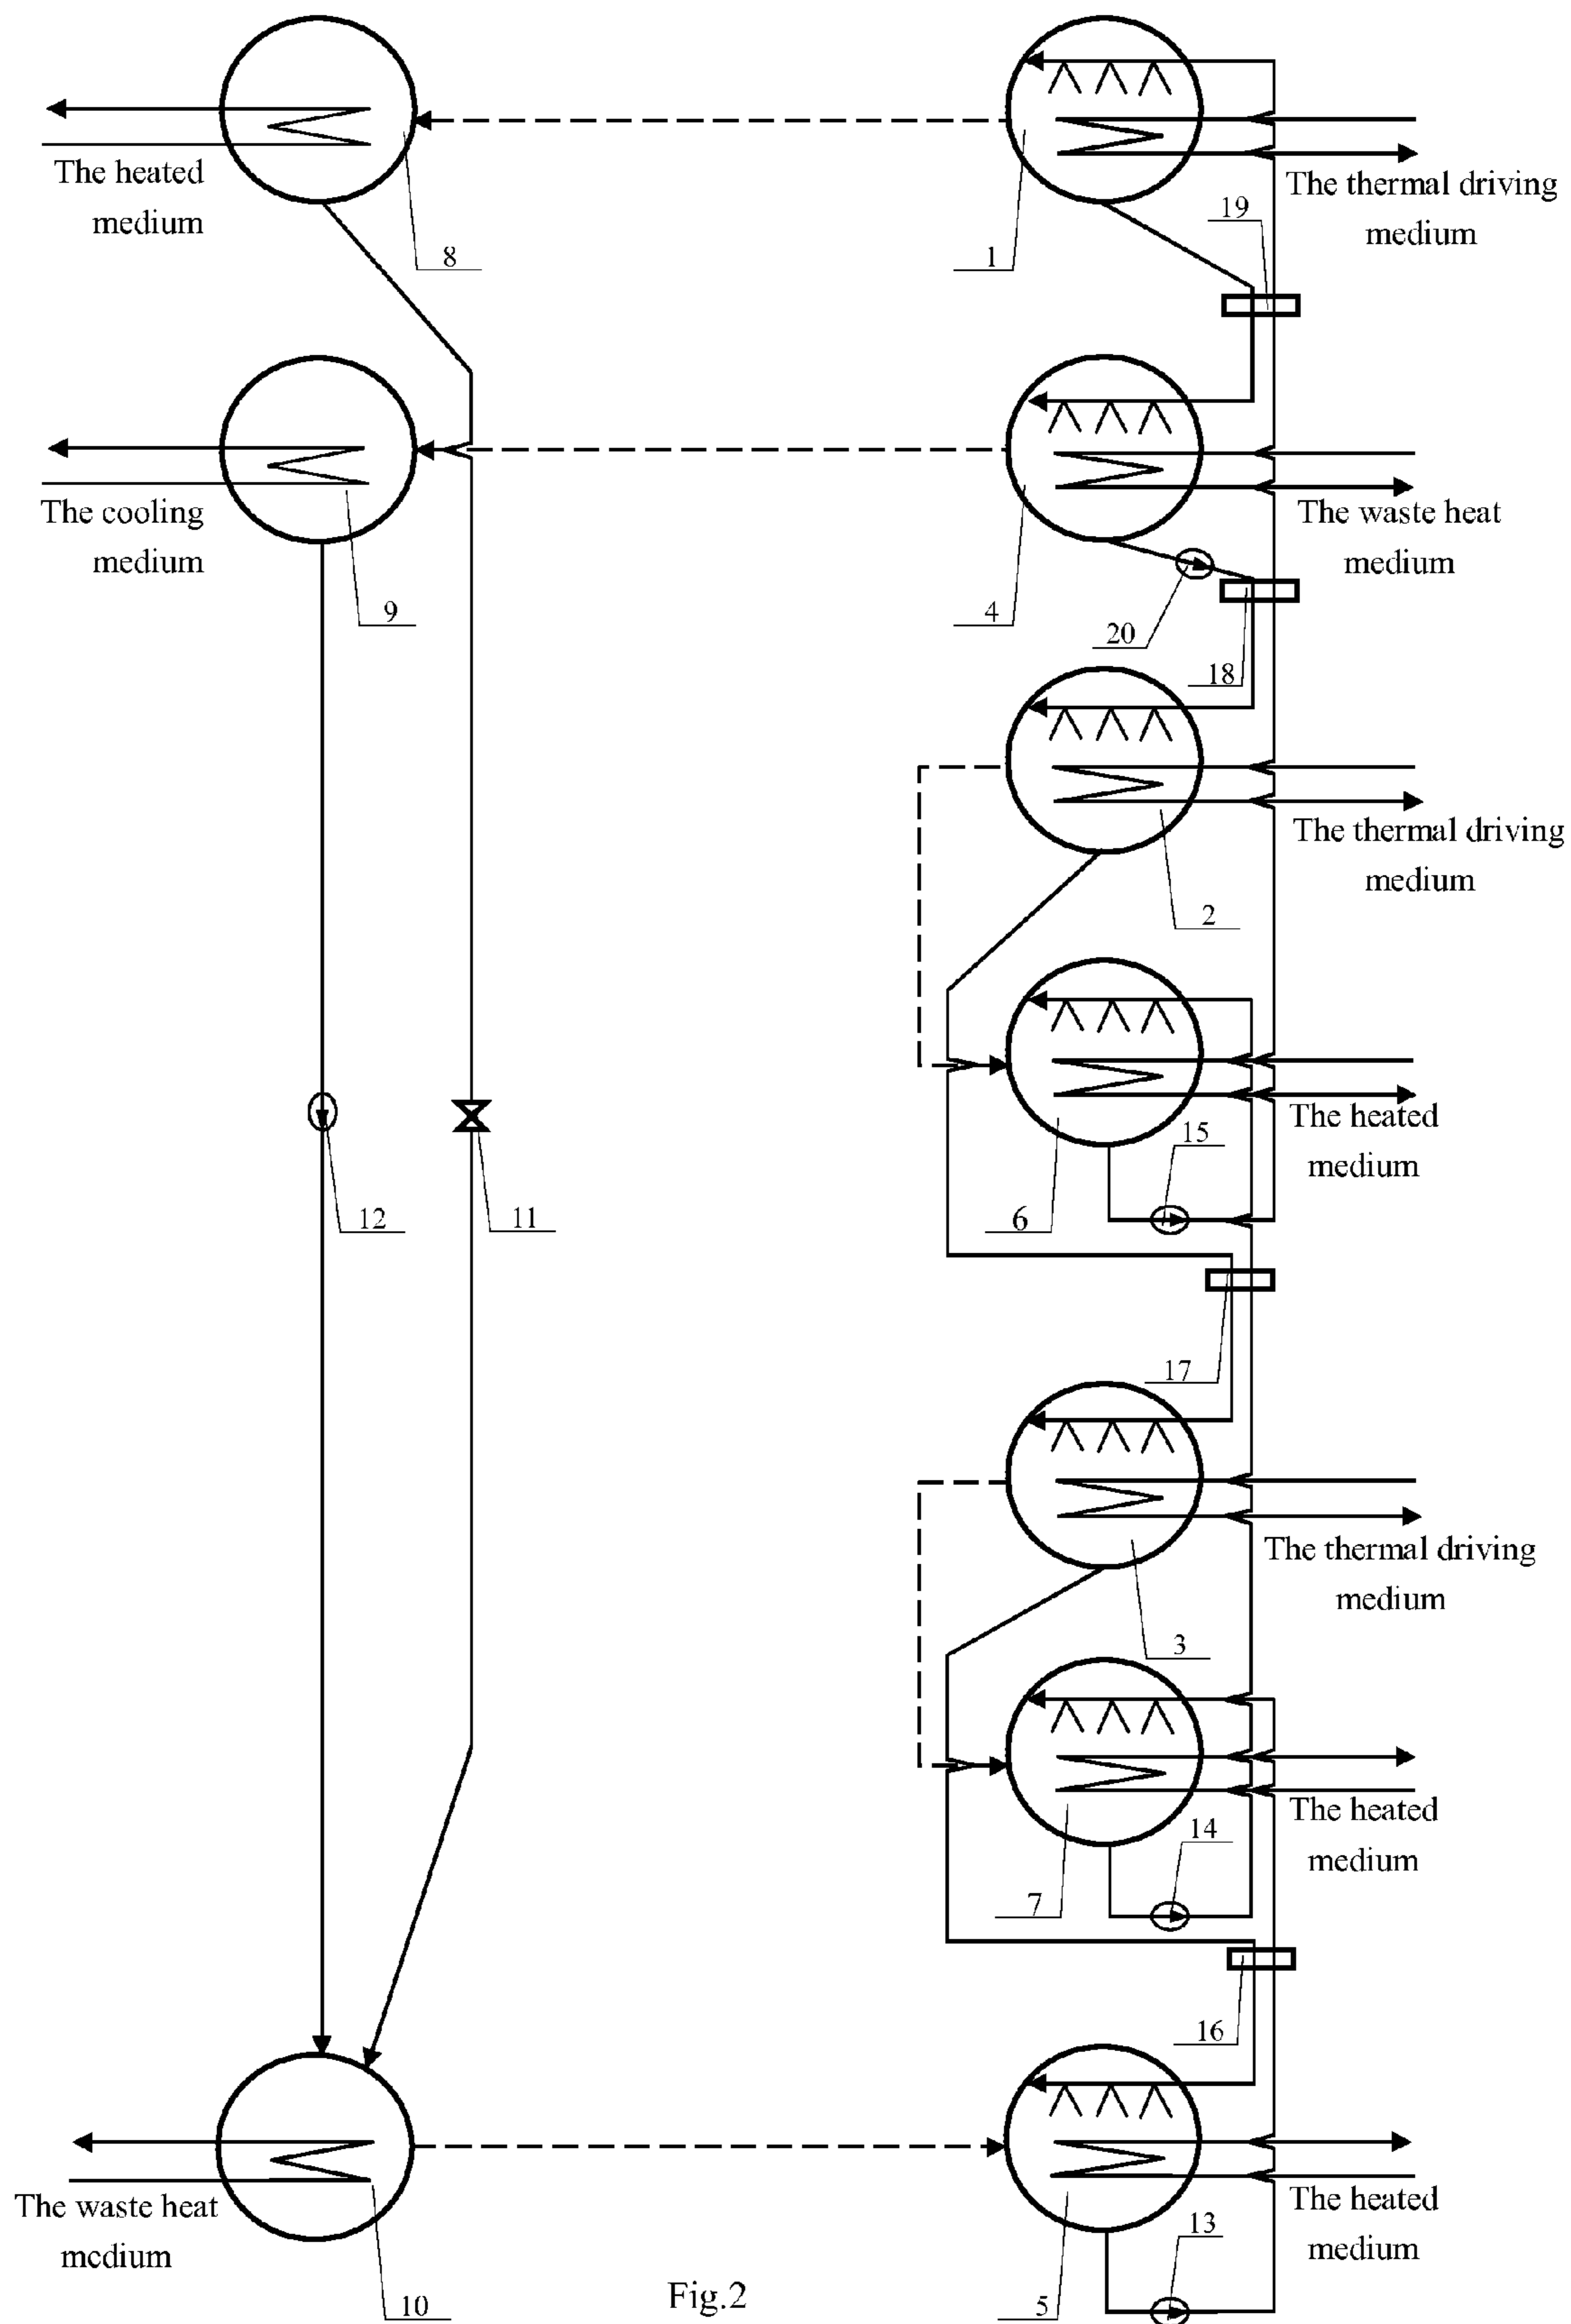 The heated
medium
8
1
The thermal driving
medium
19
The cooling
medium
9
4
The waste heat
medium
20
18
The thermal driving
medium
2
The heated
medium
15
12
11
6
17
The thermal driving
medium
3
The heated
medium
14
7
16
The waste heat
medium
10
The heated
medium
13
5
Fig.2